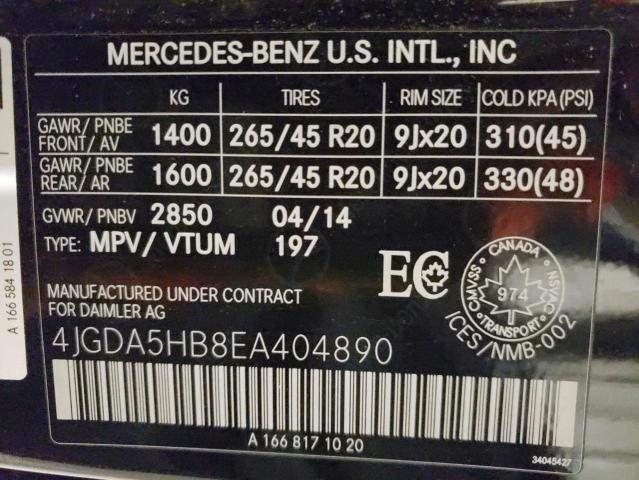 MERCEDES-BENZ U.S. INTL., INC
KG TIRES RIM SIZE COLD KPA(PSI)
GAWR/ PNBE FRONT/ AV 1400 265/45 R20 9Jx20 310(45)
GAWR/ PNBE REAR/ AR 1600 265/45 R20 9Jx20 330(48)
GVWR/ PNBV 2850 04/14
TYPE: MPV/ VTUM 197
EC
CANADA
CMVSS
NSVAC
974
TRANSPORT
ICES/NMB-002
MANUFACTURED UNDER CONTRACT
FOR DAIMLER AG
4JGDA5HB8EA404890
A 166 817 10 20
34045427
A 166 584 18 01